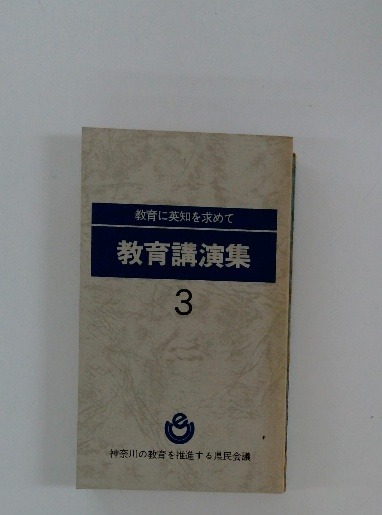 教育に英知を求めて
教育講演集
3
神奈川の教育を推進する県民会議